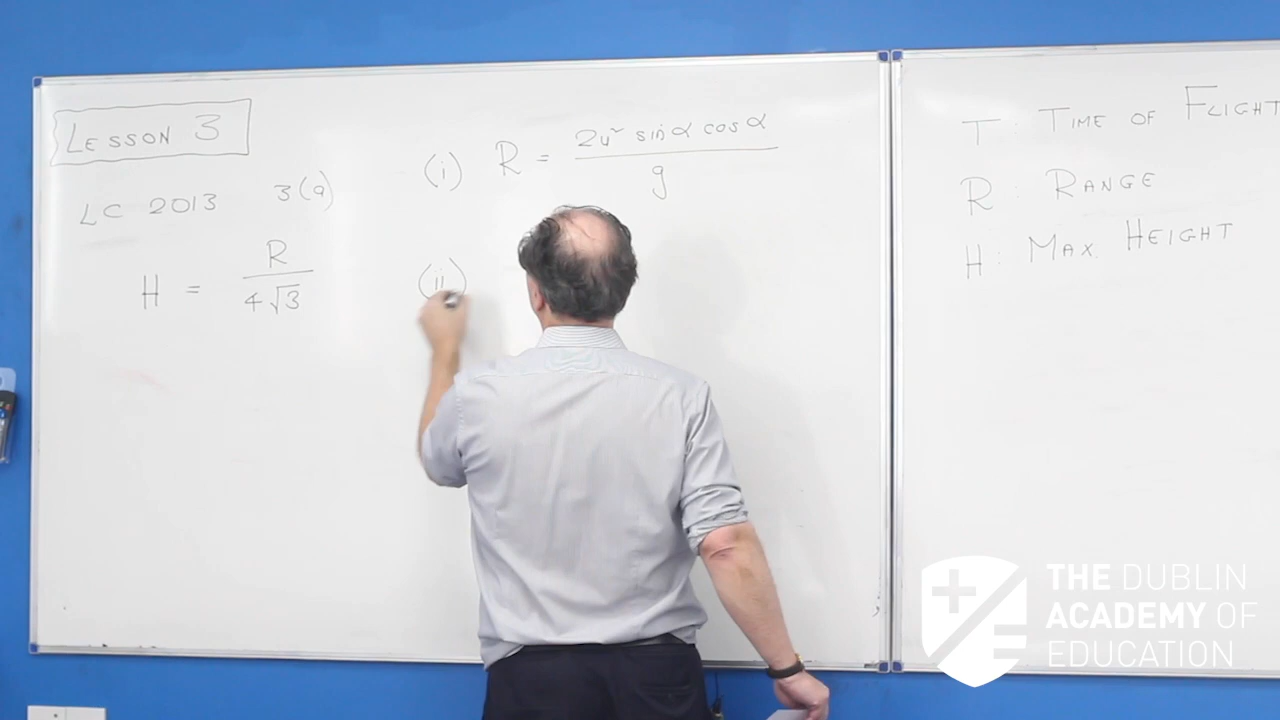 LESSON 3
LC 2013 3(a)
H = R / 4√3
(i) R = 2u² sin α cos α / g
(ii)
T : TIME OF FLIGHT
R : RANGE
H : MAX. HEIGHT
THE DUBLIN
ACADEMY OF
EDUCATION